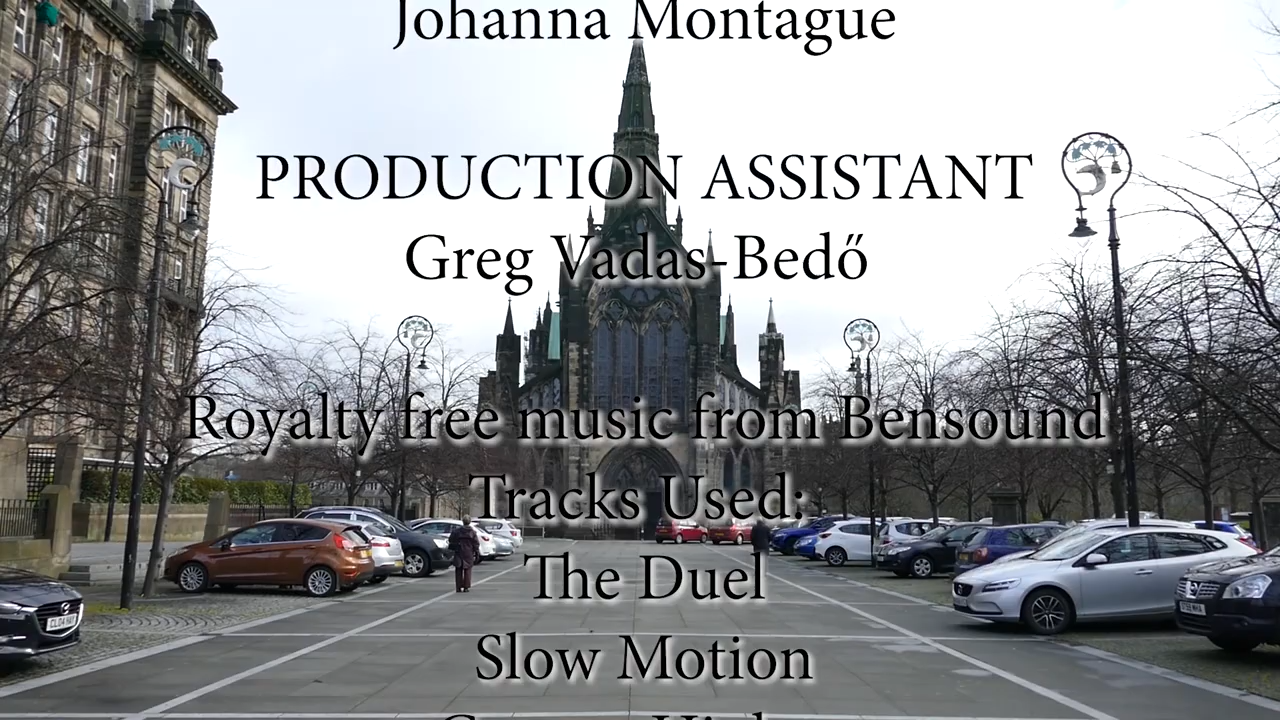 Johanna Montague
PRODUCTION ASSISTANT
Greg Vadas-Bedő
Royalty free music from Bensound
Tracks Used:
The Duel
Slow Motion